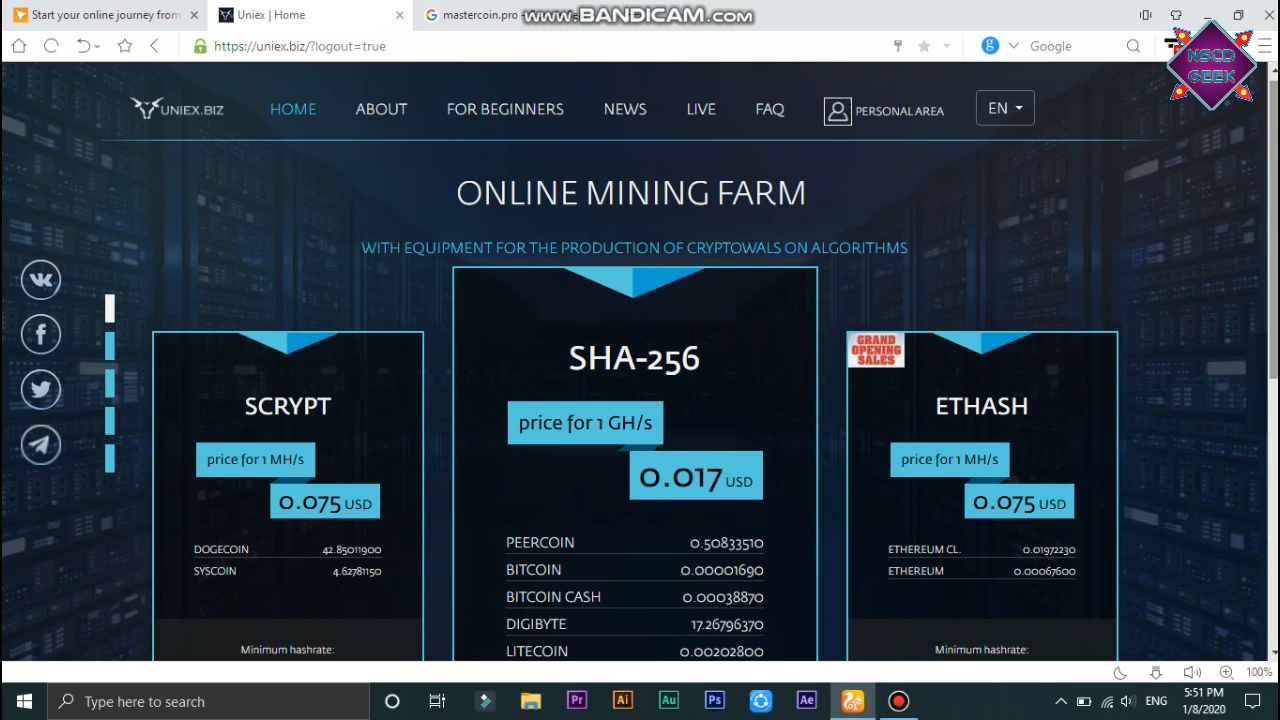 Start your online journey from
Uniex | Home
mastercoin.pro
www.BANDICAM.com
https://uniex.biz/?logout=true
Google
NSCD
GEEK
UNIEX.BIZ
HOME
ABOUT
FOR BEGINNERS
NEWS
LIVE
FAQ
PERSONAL AREA
EN
ONLINE MINING FARM
WITH EQUIPMENT FOR THE PRODUCTION OF CRYPTOWALS ON ALGORITHMS
SCRYPT
price for 1 MH/s
0.075 USD
DOGECOIN 42.85011900
SYSCOIN 4.62781150
Minimum hashrate:
SHA-256
price for 1 GH/s
0.017 USD
PEERCOIN 0.50833510
BITCOIN 0.00001690
BITCOIN CASH 0.00038870
DIGIBYTE 17.26796370
LITECOIN 0.00202800
GRAND
OPENING
SALES
ETHASH
price for 1 MH/s
0.075 USD
ETHEREUM CL. 0.01972230
ETHEREUM 0.00067600
Minimum hashrate:
100%
Type here to search
Pr
Ai
Au
Ps
Ae
ENG
5:51 PM
1/8/2020